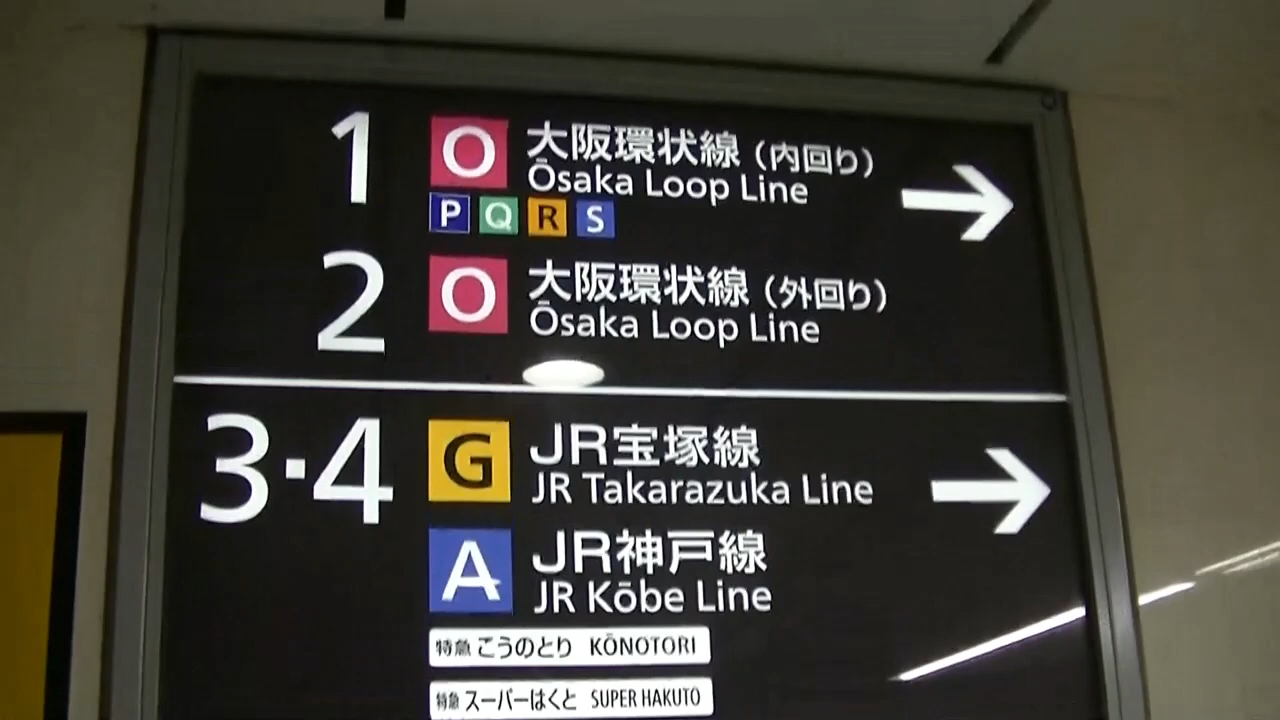 1 O 大阪環状線 (内回り)
Ōsaka Loop Line
P Q R S
2 O 大阪環状線 (外回り)
Ōsaka Loop Line
3·4 G JR宝塚線
JR Takarazuka Line
A JR神戸線
JR Kōbe Line
特急 こうのとり KŌNOTORI
特急 スーパーはくと SUPER HAKUTO